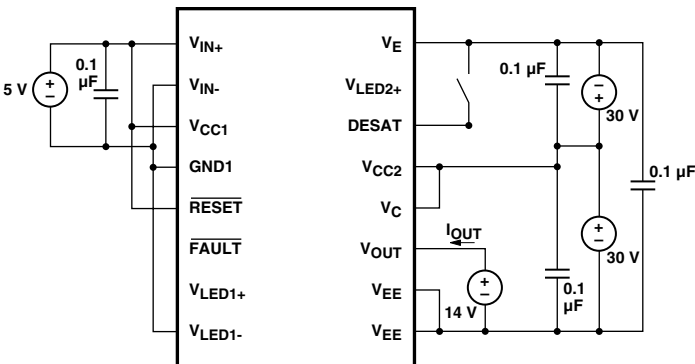 V_IN+
V_E
0.1
µF
0.1 µF
5 V
+
−
V_IN-
V_LED2+
−
+
30 V
V_CC1
DESAT
GND1
V_CC2
0.1 µF
RESET
V_C
I_OUT
FAULT
V_OUT
+
−
30 V
V_LED1+
V_EE
+
−
14 V
0.1
µF
V_LED1-
V_EE